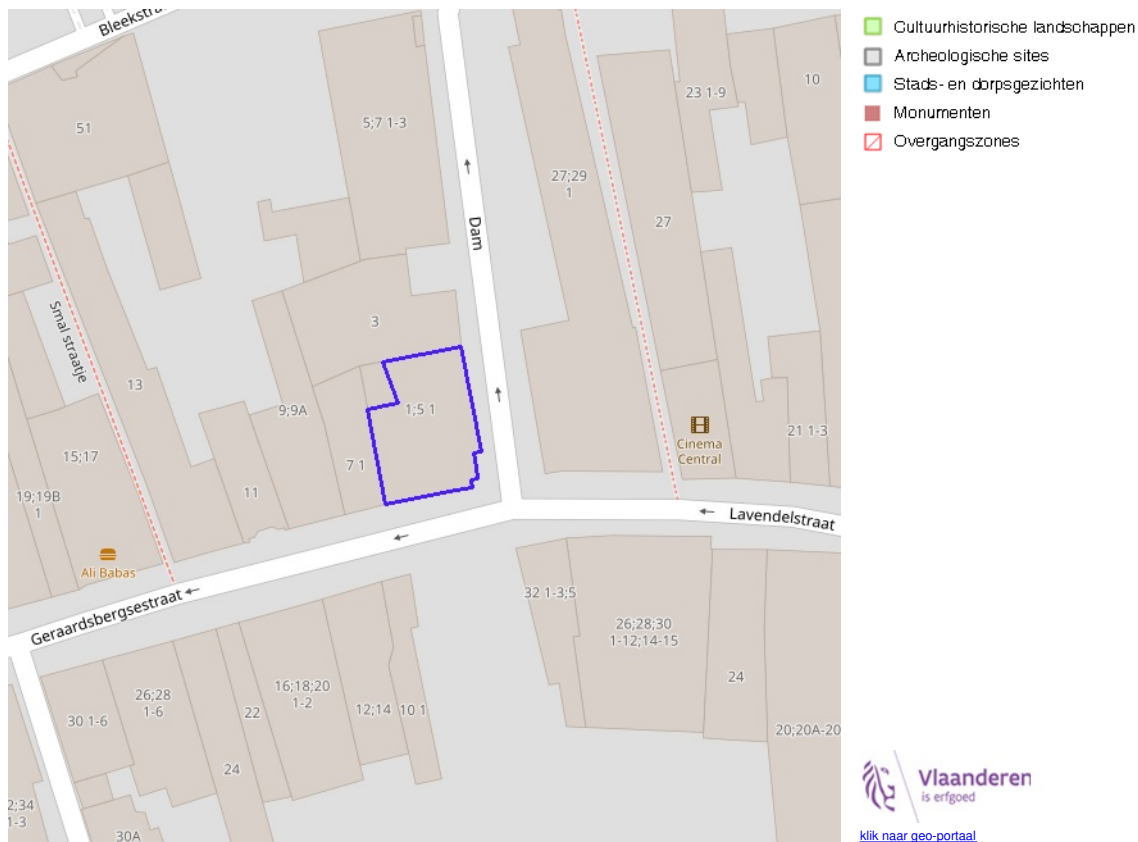 Bleekstra
51
5;7 1-3
23 1-9
10
27;29
1
27
Dam
Smal straatje
3
13
9;9A
1;5 1
Cinema
Central
21 1-3
15;17
7 1
19;19B
1
11
Ali Babas
Lavendelstraat
Geraardsbergsestraat
32 1-3;5
26;28;30
1-12;14-15
24
20;20A-20
30 1-6
26;28
1-6
22
16;18;20
1-2
12;14
10 1
24
2;34
1-3
30A
Cultuurhistorische landschappen
Archeologische sites
Stads- en dorpsgezichten
Monumenten
Overgangszones
Vlaanderen
is erfgoed
klik naar geo-portaal